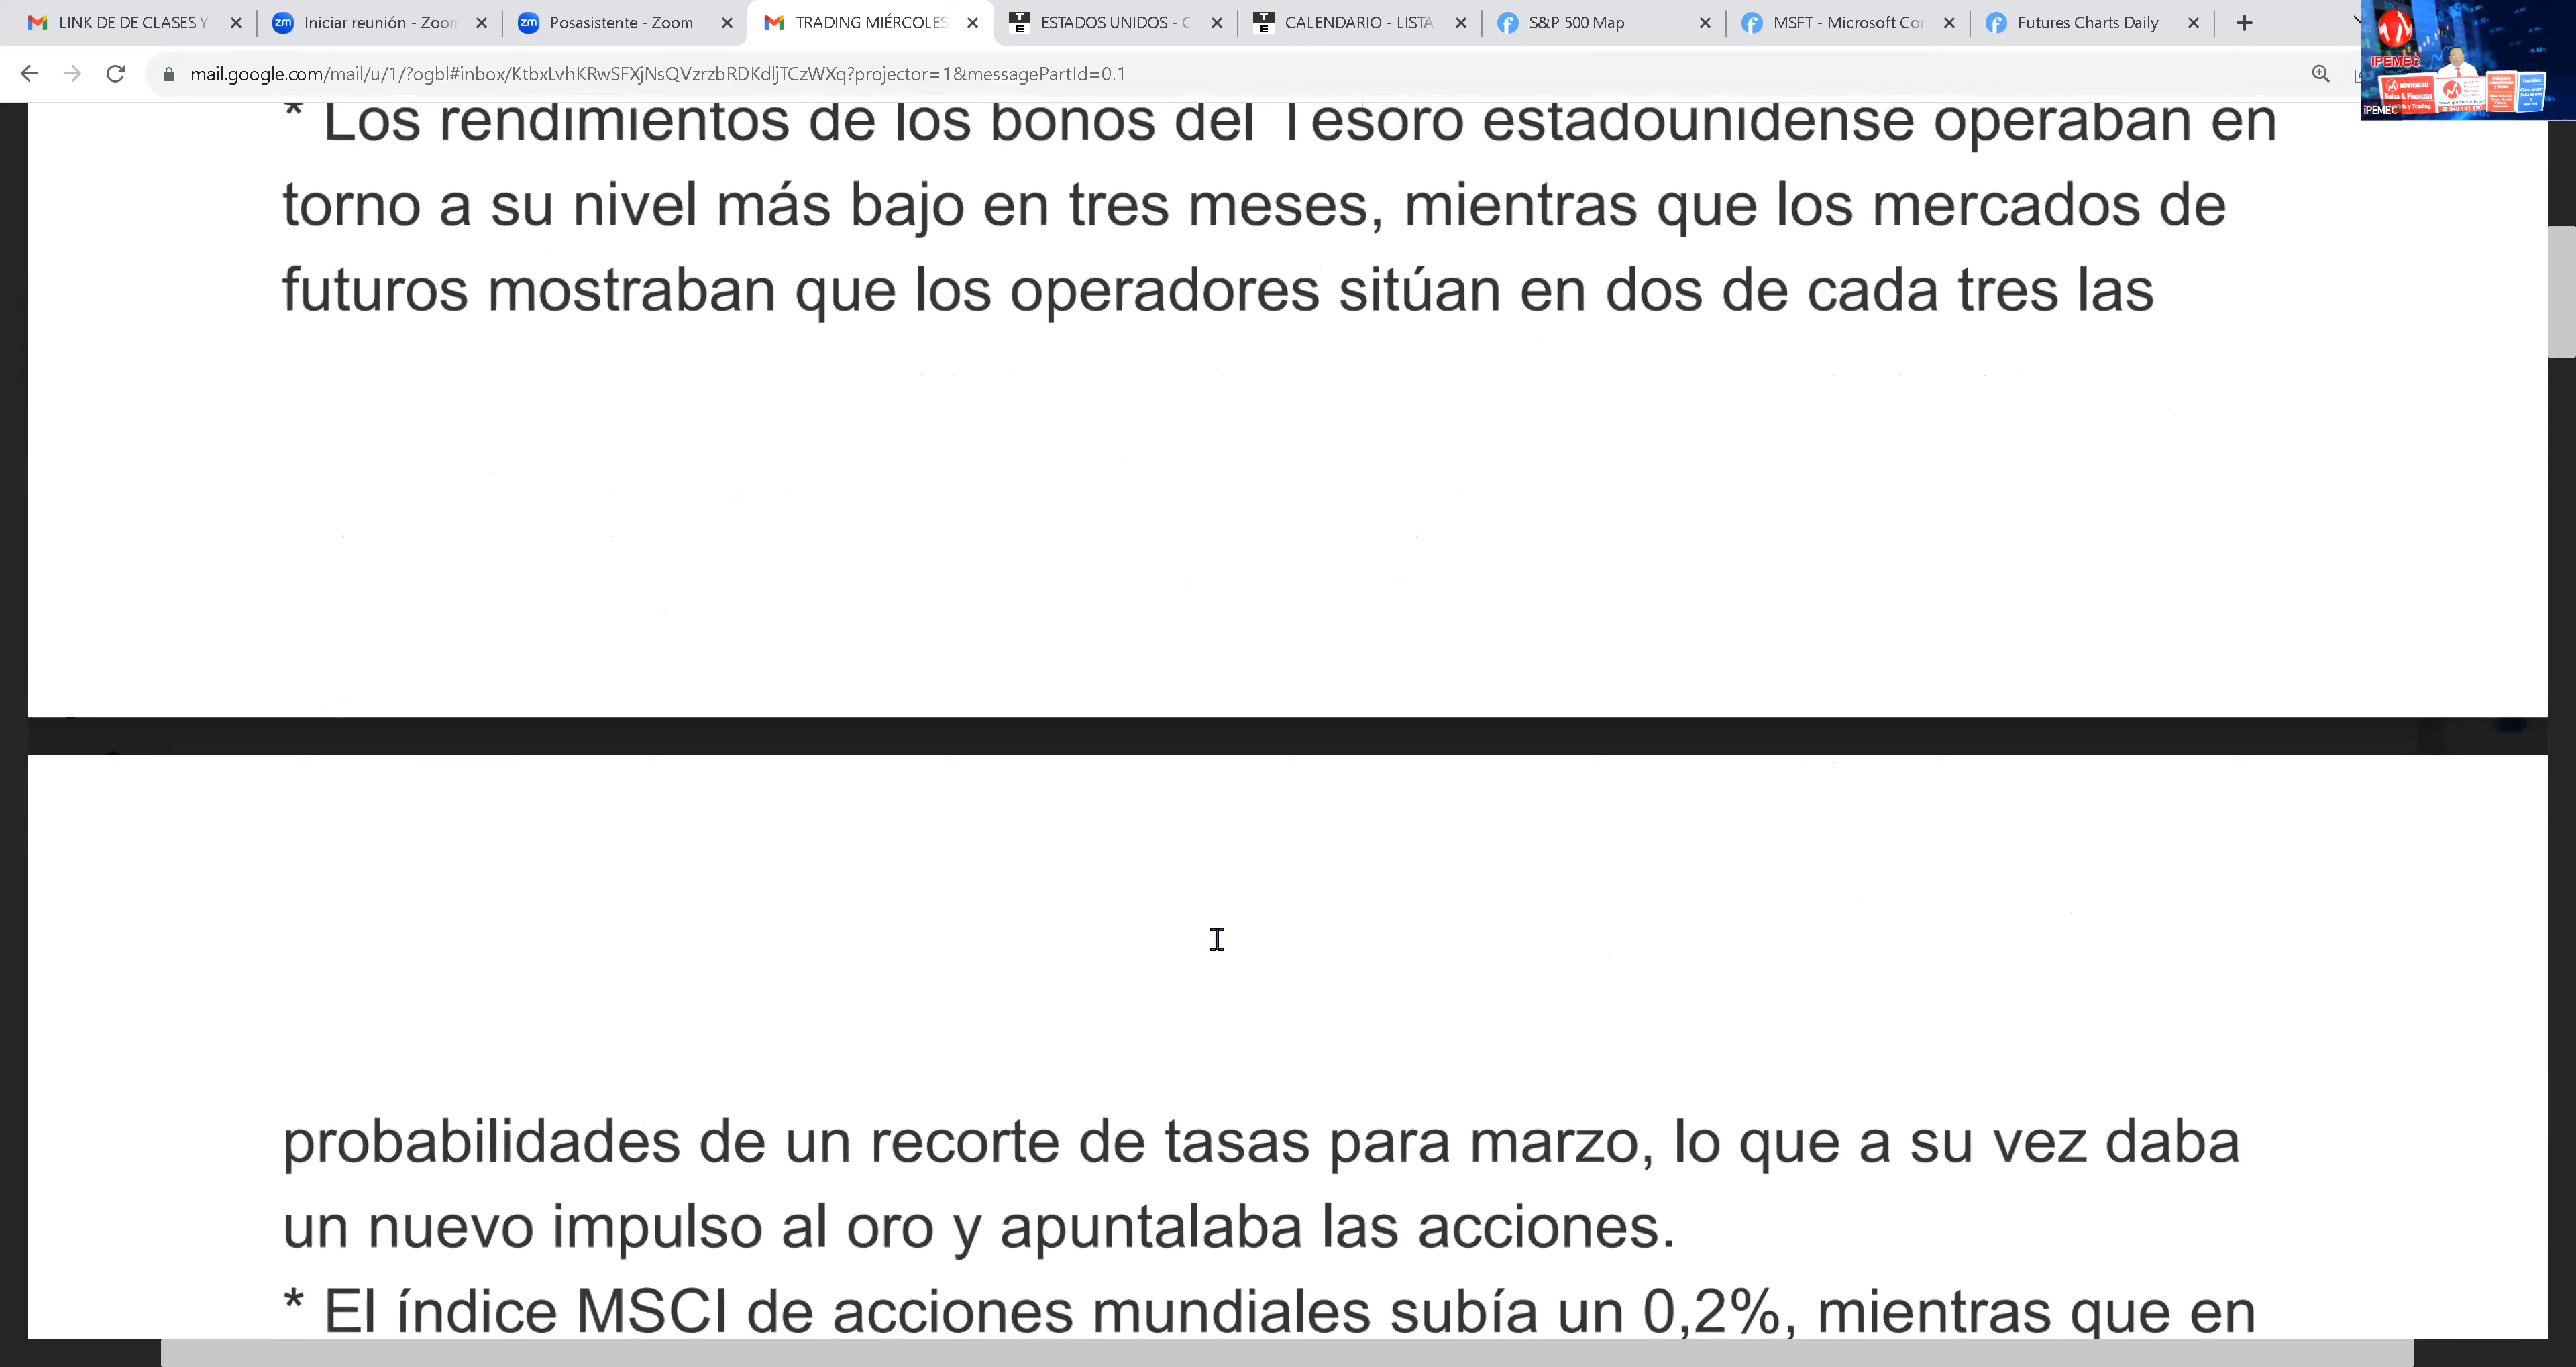 LINK DE DE CLASES Y
Iniciar reunión - Zoom
Posasistente - Zoom
TRADING MIÉRCOLES
ESTADOS UNIDOS - C
CALENDARIO - LISTA
S&P 500 Map
MSFT - Microsoft Cor
Futures Charts Daily
mail.google.com/mail/u/1/?ogbl#inbox/KtbxLvhKRwSFXjNsQVzrzbRDKdljTCzWXq?projector=1&messagePartId=0.1
IPEMEC
NOTICIERO
Bolsa & Finanzas
iPEMEC
* Los rendimientos de los bonos del Tesoro estadounidense operaban en
torno a su nivel más bajo en tres meses, mientras que los mercados de
futuros mostraban que los operadores sitúan en dos de cada tres las
probabilidades de un recorte de tasas para marzo, lo que a su vez daba
un nuevo impulso al oro y apuntalaba las acciones.
* El índice MSCI de acciones mundiales subía un 0,2%, mientras que en